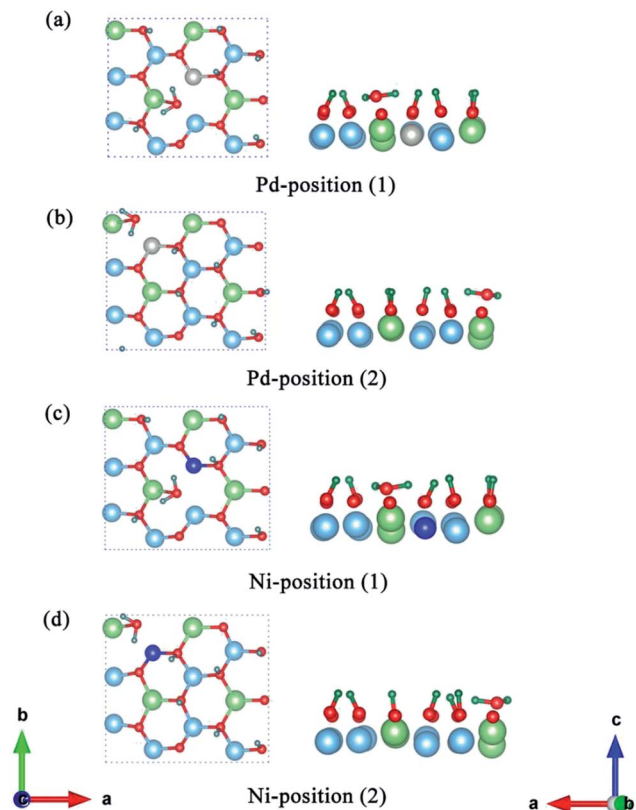 (a)
Pd-position (1)
(b)
Pd-position (2)
(c)
Ni-position (1)
(d)
Ni-position (2)
b
c
a
c
a
b